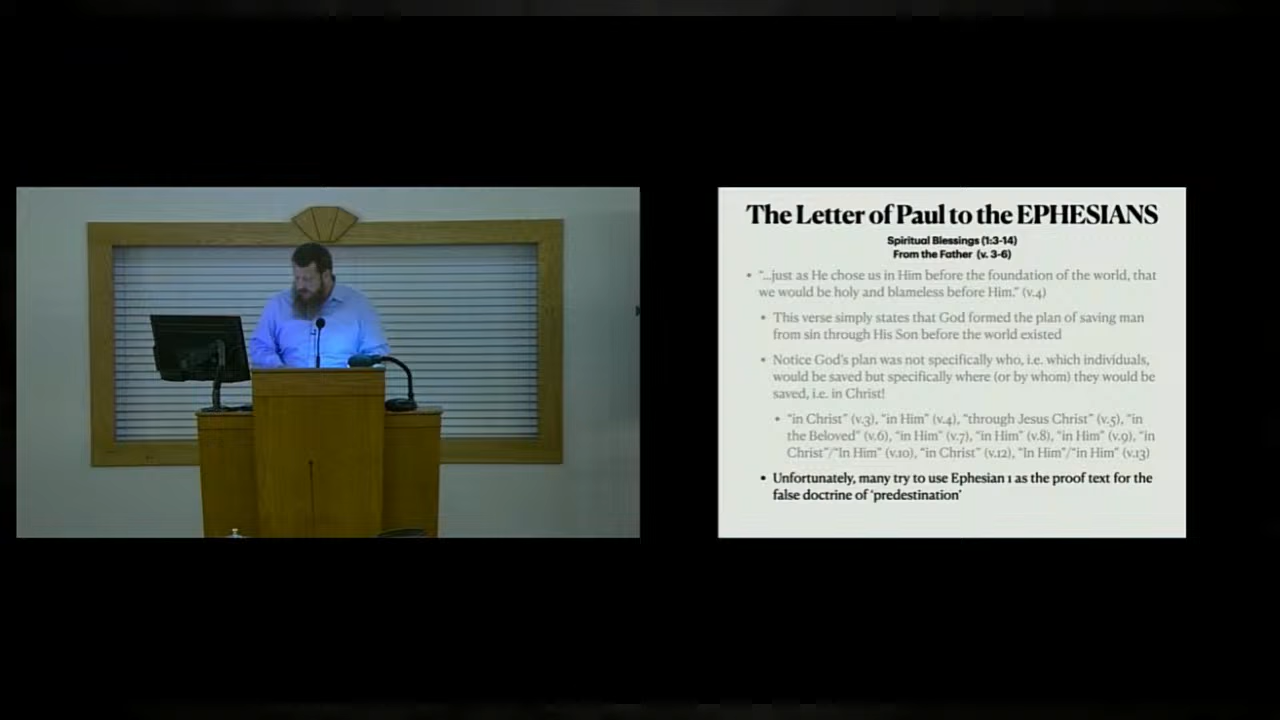 The Letter of Paul to the EPHESIANS
Spiritual Blessings (1:3-14)
From the Father (v. 3-6)
• “...just as He chose us in Him before the foundation of the world, that
we would be holy and blameless before Him.” (v.4)
• This verse simply states that God formed the plan of saving man
from sin through His Son before the world existed
• Notice God’s plan was not specifically who, i.e. which individuals,
would be saved but specifically where (or by whom) they would be
saved, i.e. in Christ!
• “in Christ” (v.3), “in Him” (v.4), “through Jesus Christ” (v.5), “in
the Beloved” (v.6), “in Him” (v.7), “in Him” (v.8), “in Him” (v.9), “in
Christ”/“In Him” (v.10), “in Christ” (v.12), “In Him”/“in Him” (v.13)
• Unfortunately, many try to use Ephesian 1 as the proof text for the
false doctrine of ‘predestination’